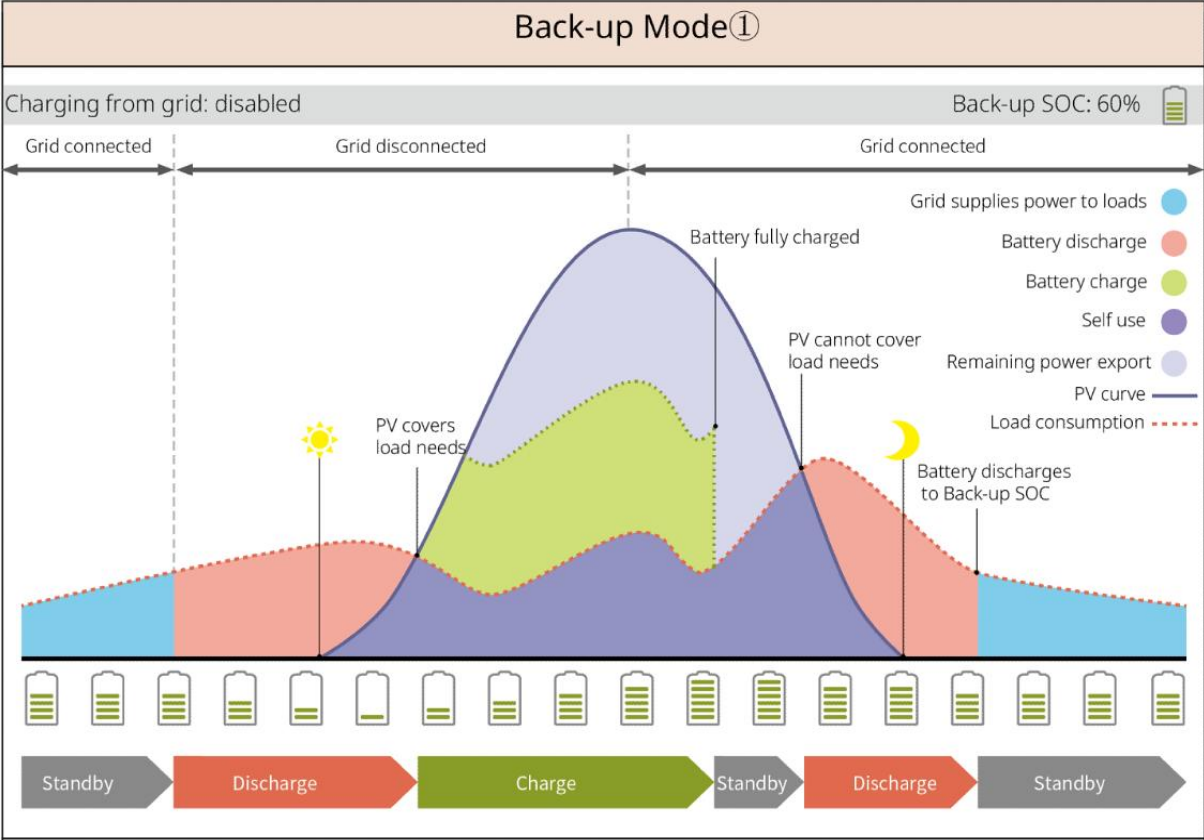 Back-up Mode①
Charging from grid: disabled
Back-up SOC: 60%
Grid connected
Grid disconnected
Grid connected
Grid supplies power to loads
Battery discharge
Battery charge
Self use
Remaining power export
PV curve
Load consumption
Battery fully charged
PV cannot cover
load needs
PV covers
load needs
Battery discharges
to Back-up SOC
Standby
Discharge
Charge
Standby
Discharge
Standby